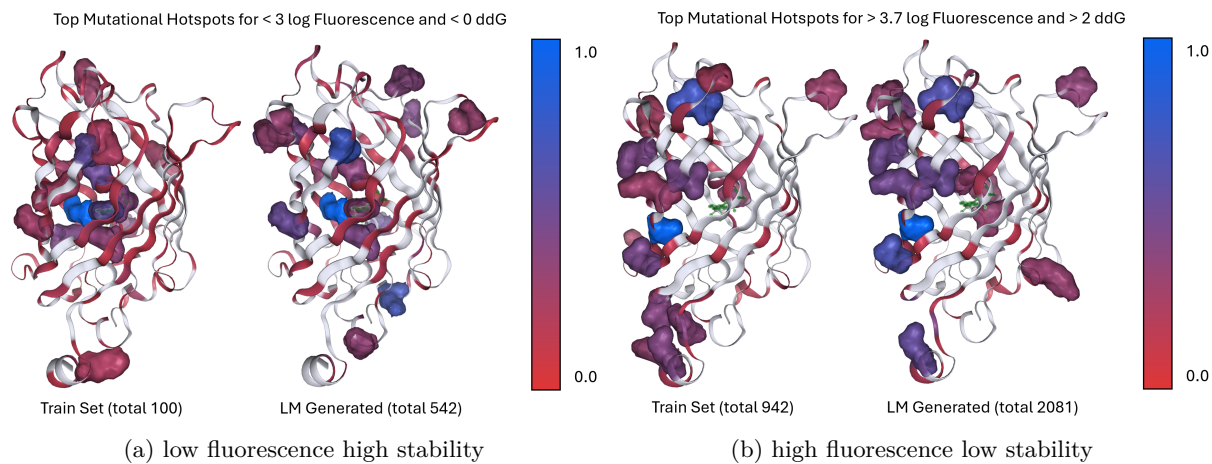 Top Mutational Hotspots for < 3 log Fluorescence and < 0 ddG
1.0
0.0
Train Set (total 100)
LM Generated (total 542)
(a) low fluorescence high stability
Top Mutational Hotspots for > 3.7 log Fluorescence and > 2 ddG
1.0
0.0
Train Set (total 942)
LM Generated (total 2081)
(b) high fluorescence low stability